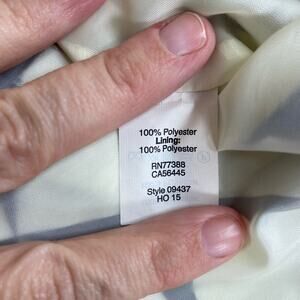 100% Polyester
Lining:
100% Polyester
RN77388
CA56445
Style 09437
HO 15